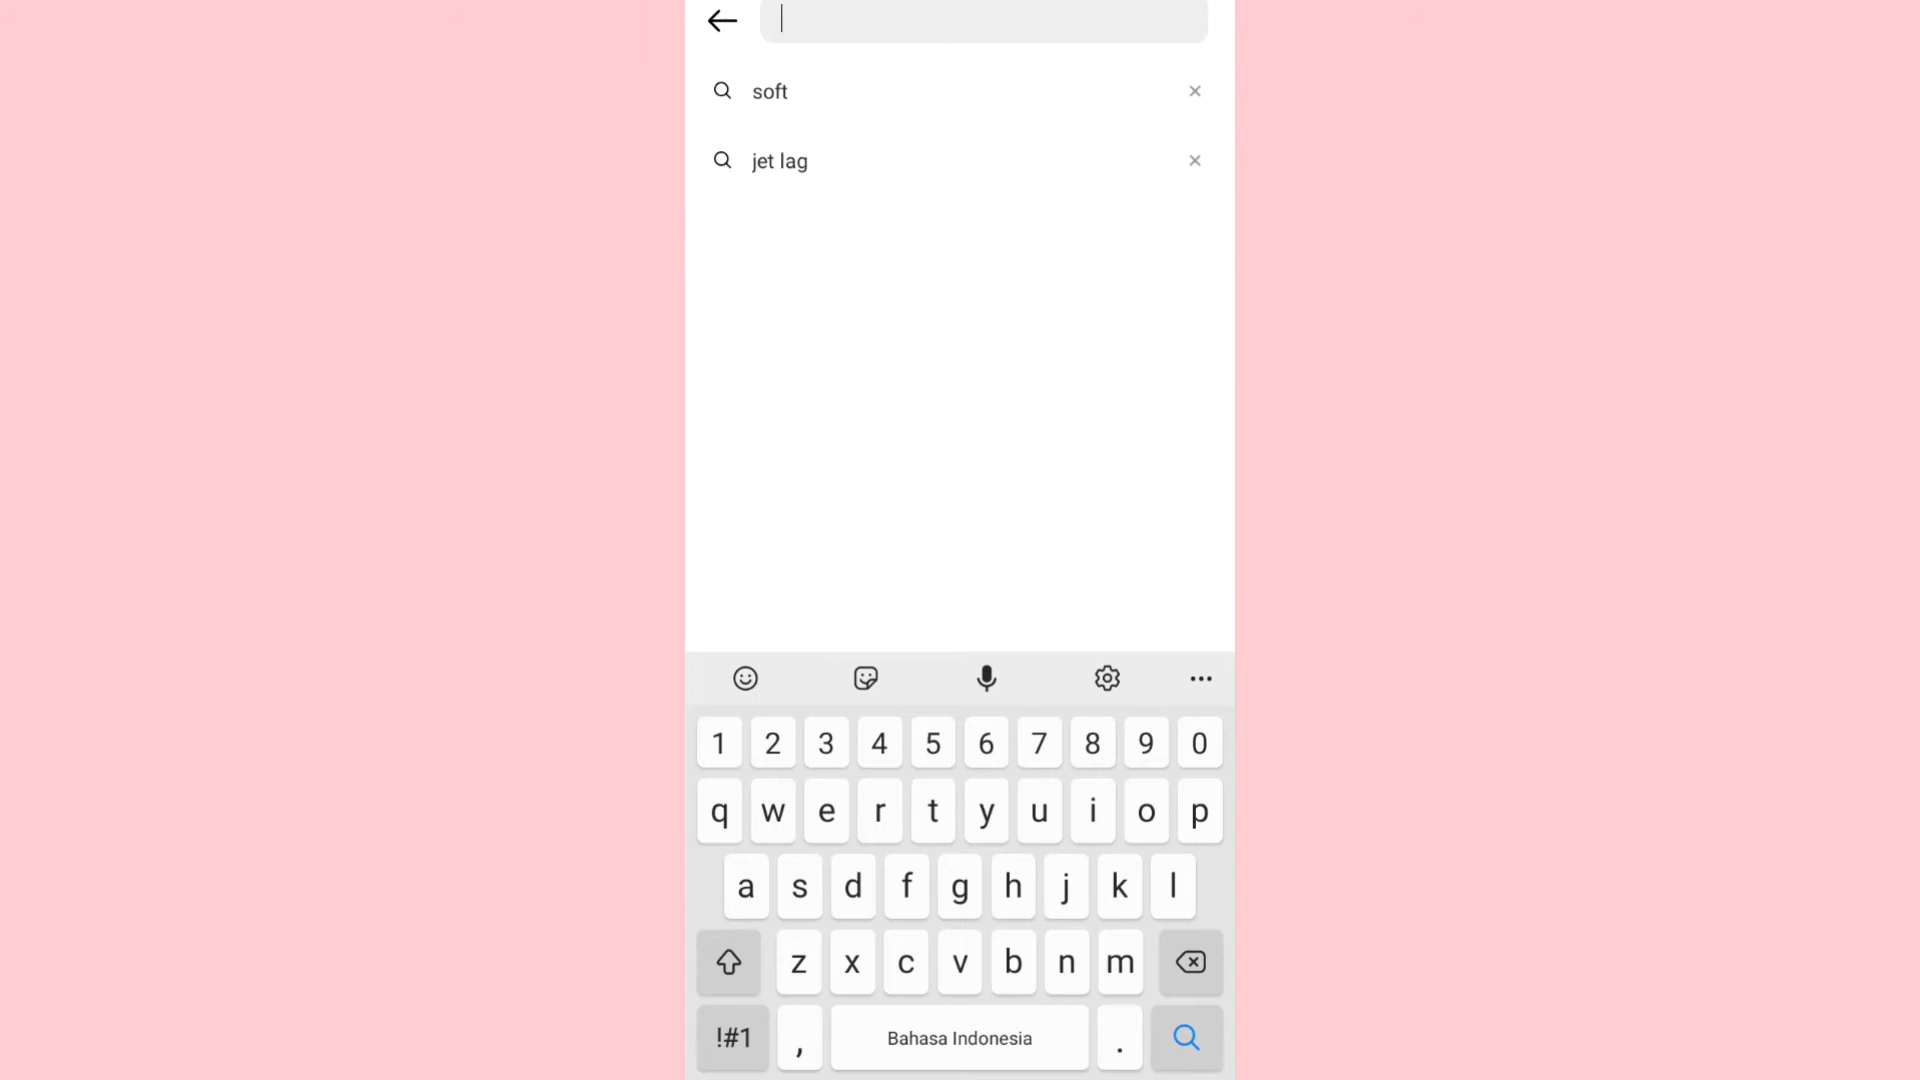 soft
jet lag
1 2 3 4 5 6 7 8 9 0
q w e r t y u i o p
a s d f g h j k l
z x c v b n m
!#1 , Bahasa Indonesia .